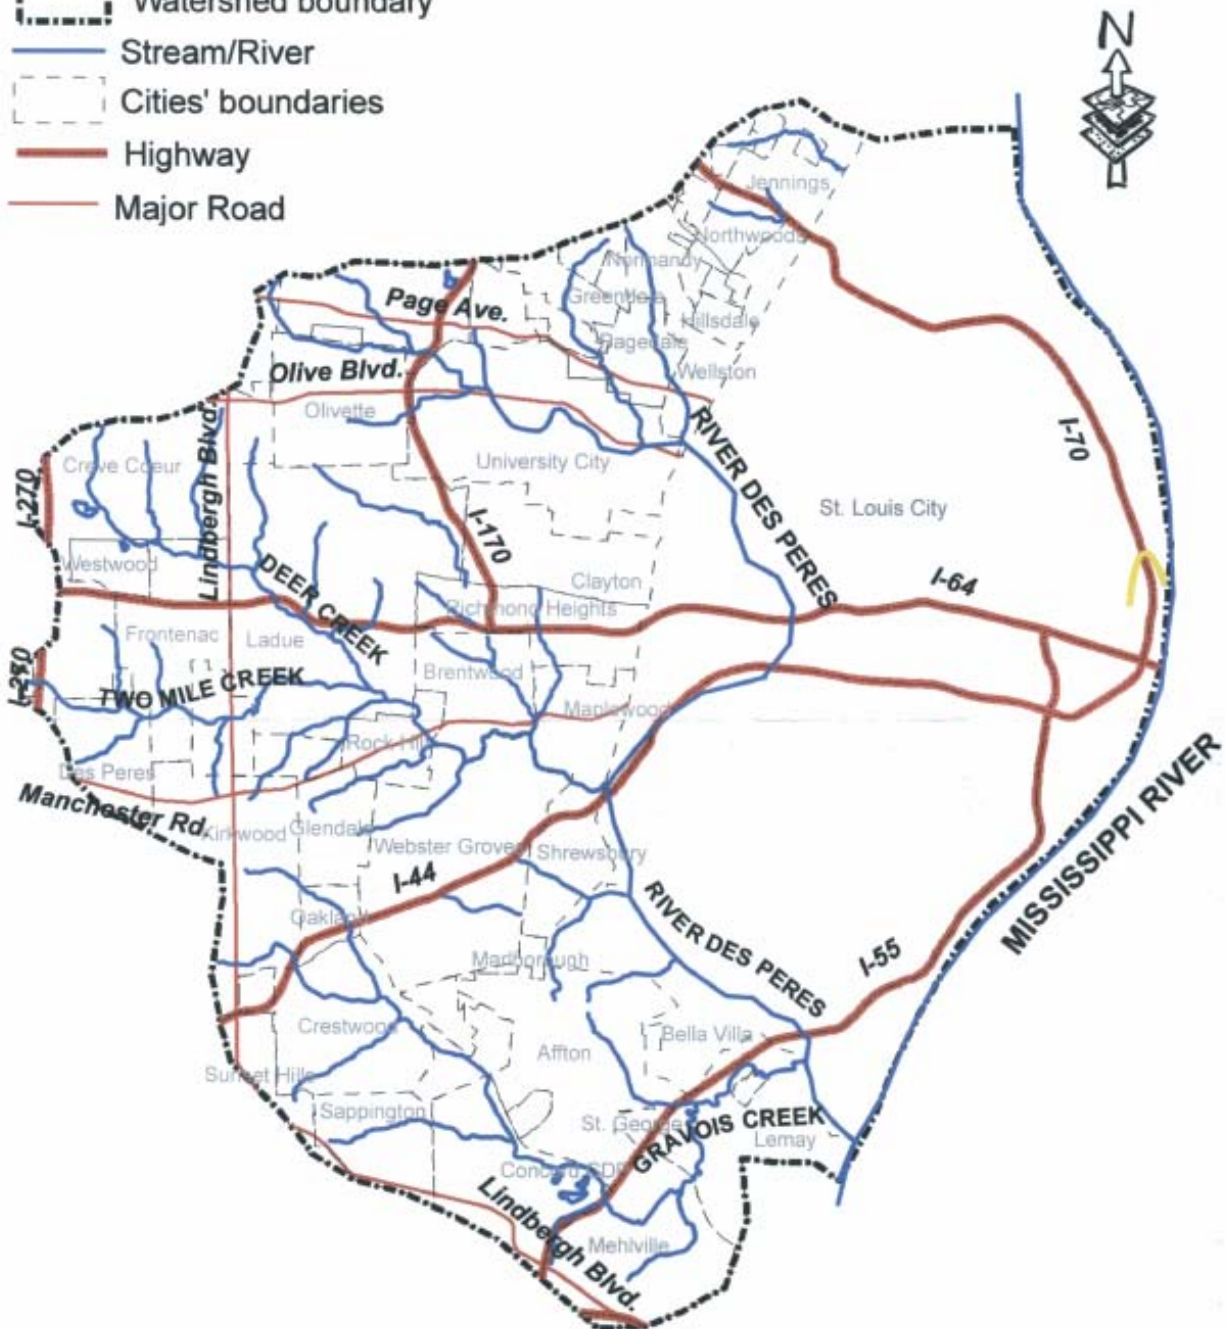 Watershed boundary
Stream/River
Cities' boundaries
Highway
Major Road
N
Jennings
Northwoods
Normandy
Page Ave.
Greendale
Hillsdale
Pagedale
Olive Blvd.
Wellston
Olivette
RIVER DES PERES
I-70
Creve Coeur
Lindbergh Blvd.
University City
I-270
St. Louis City
I-170
Westwood
DEER CREEK
Clayton
I-64
Richmond Heights
Frontenac
Ladue
I-270
TWO MILE CREEK
Brentwood
Maplewood
Rock Hill
Des Peres
Manchester Rd.
MISSISSIPPI RIVER
Kirkwood
Glendale
Webster Groves
Shrewsbury
I-44
Oakland
RIVER DES PERES
Marlborough
I-55
Crestwood
Affton
Bella Villa
Sunset Hills
Sappington
St. George
GRAVOIS CREEK
Lemay
Concord CDP
Lindbergh Blvd.
Mehlville